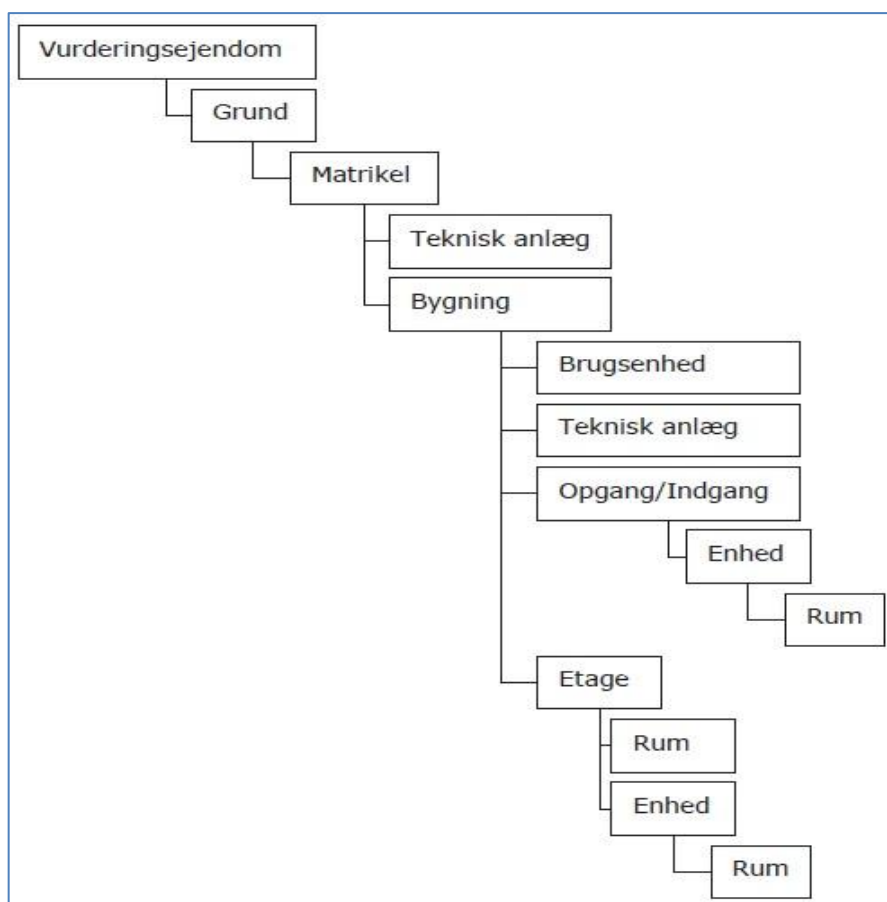 Vurderingsejendom
Grund
Matrikel
Teknisk anlæg
Bygning
Brugsenhed
Teknisk anlæg
Opgang/Indgang
Enhed
Rum
Etage
Rum
Enhed
Rum